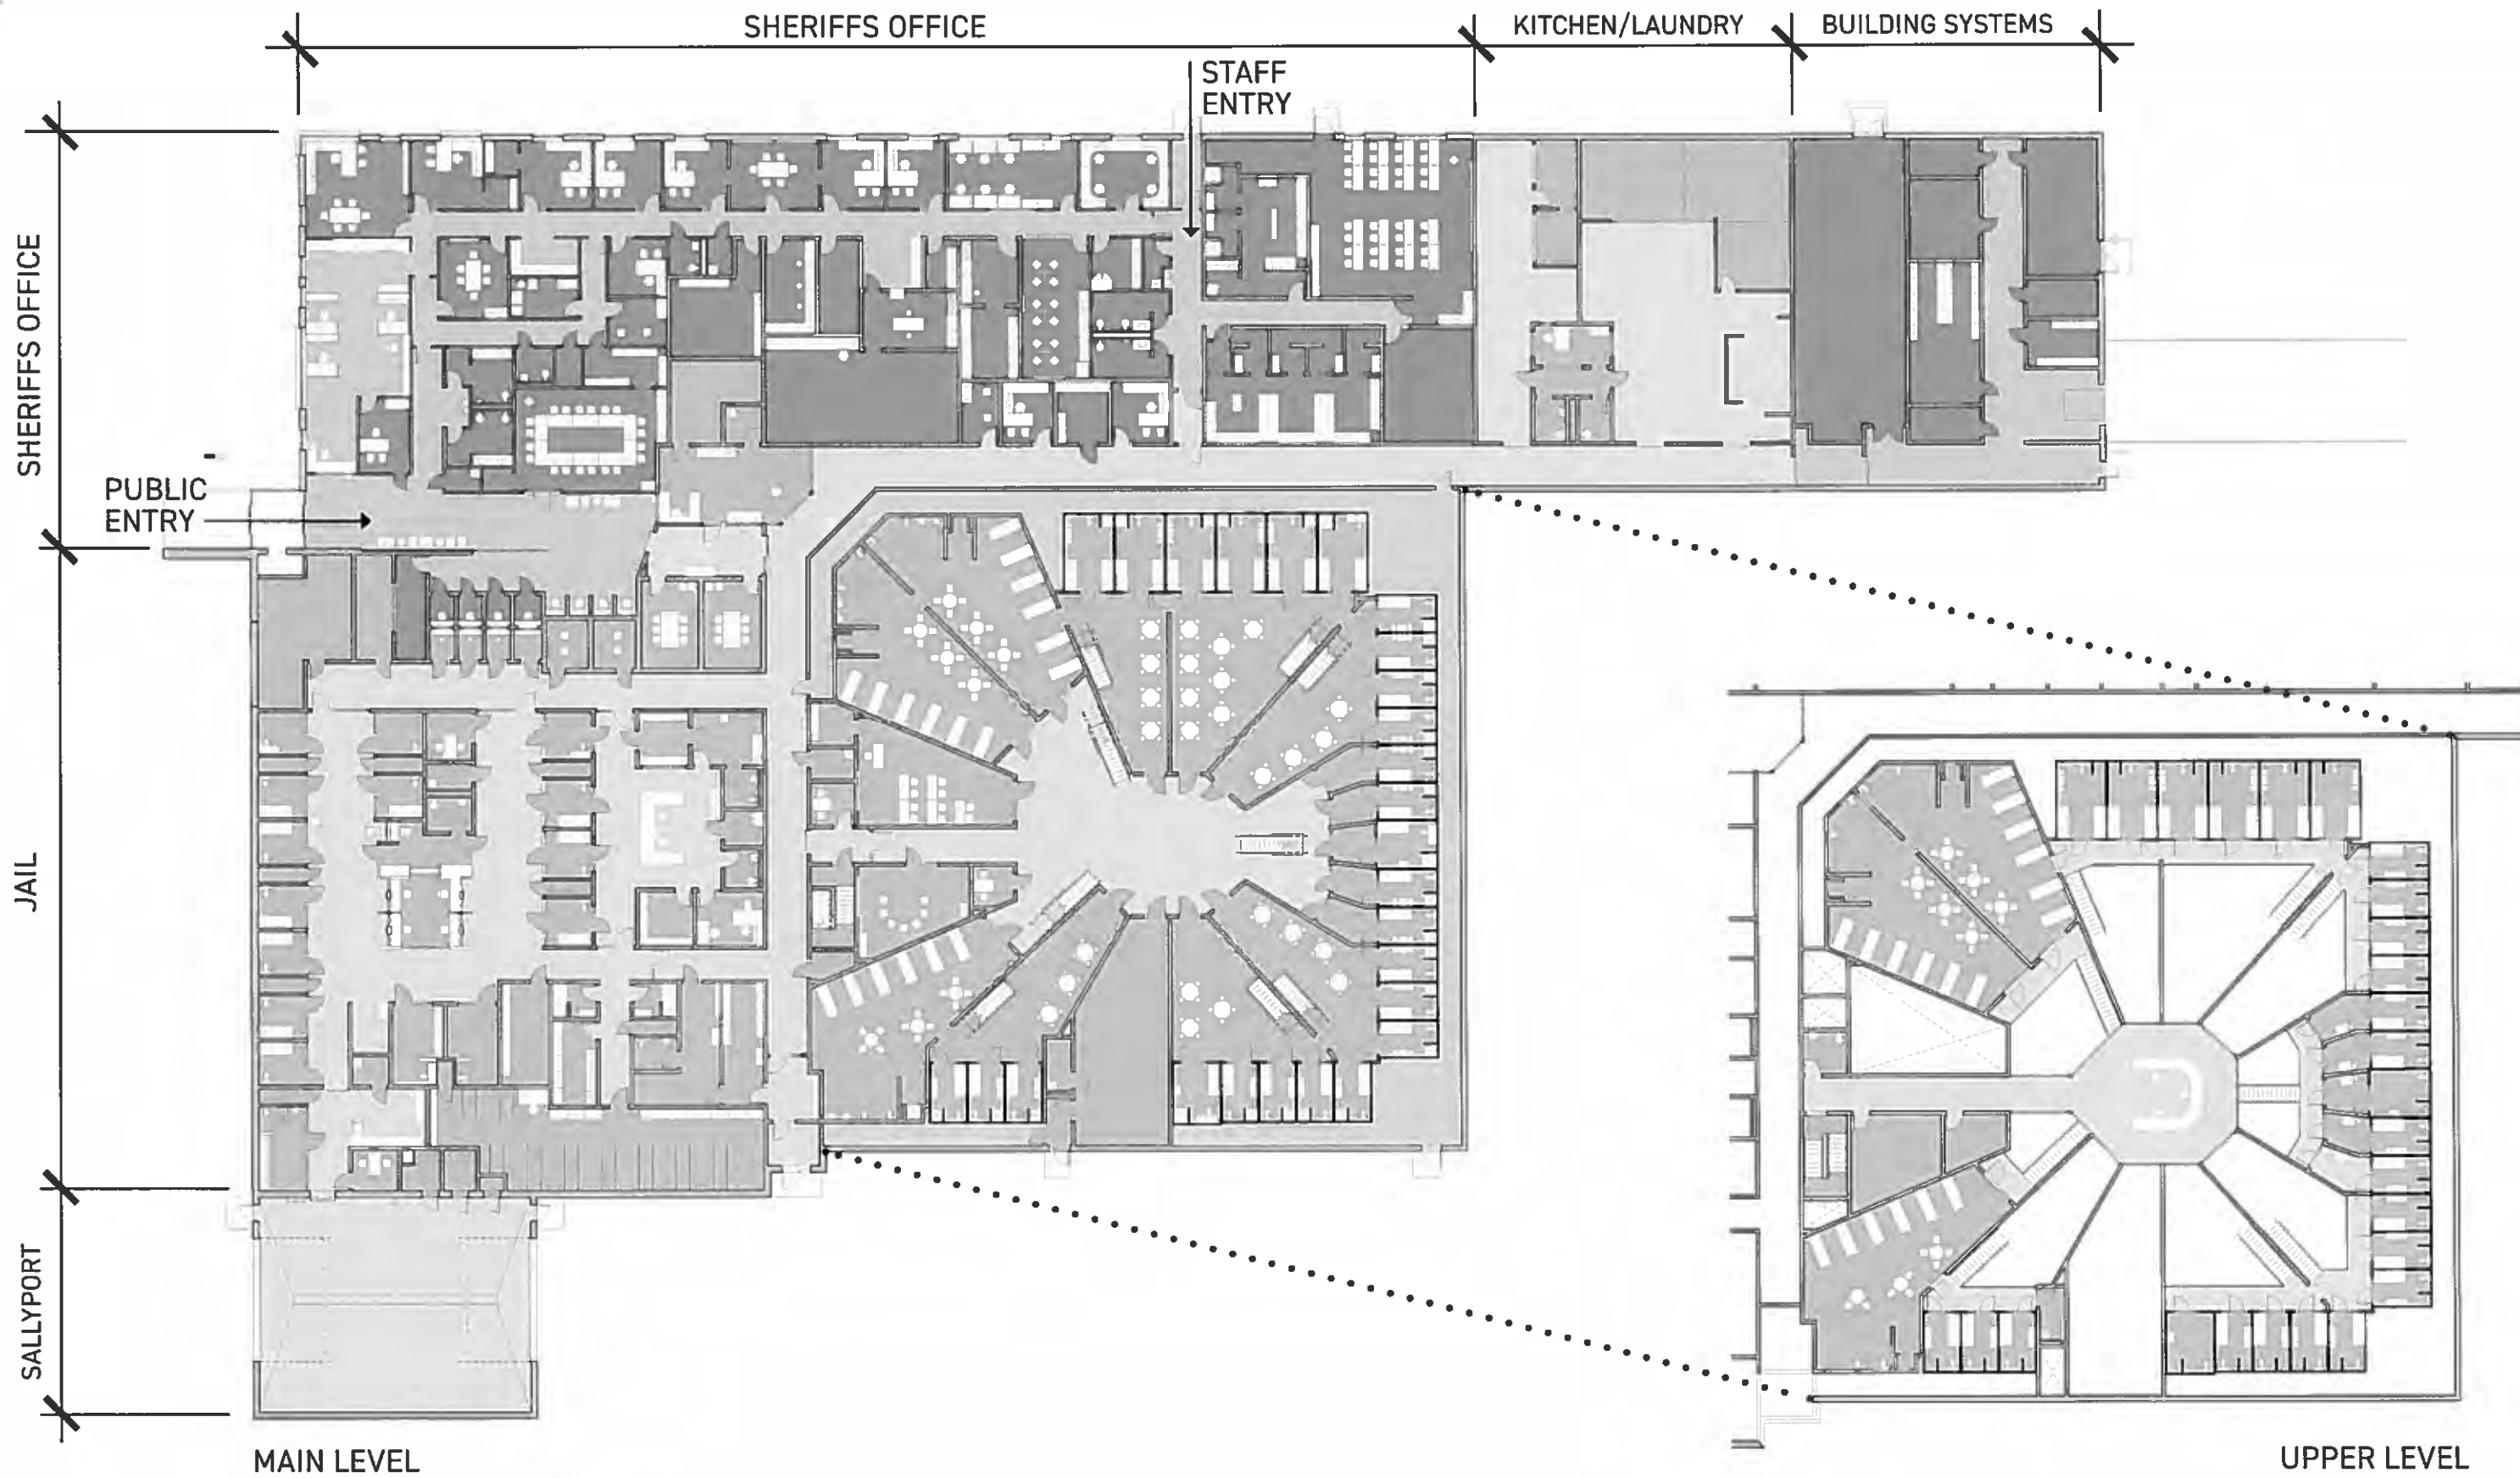 SHERIFFS OFFICE
KITCHEN/LAUNDRY
BUILDING SYSTEMS
STAFF
ENTRY
SHERIFFS OFFICE
PUBLIC
ENTRY
JAIL
SALLYPORT
MAIN LEVEL
UPPER LEVEL